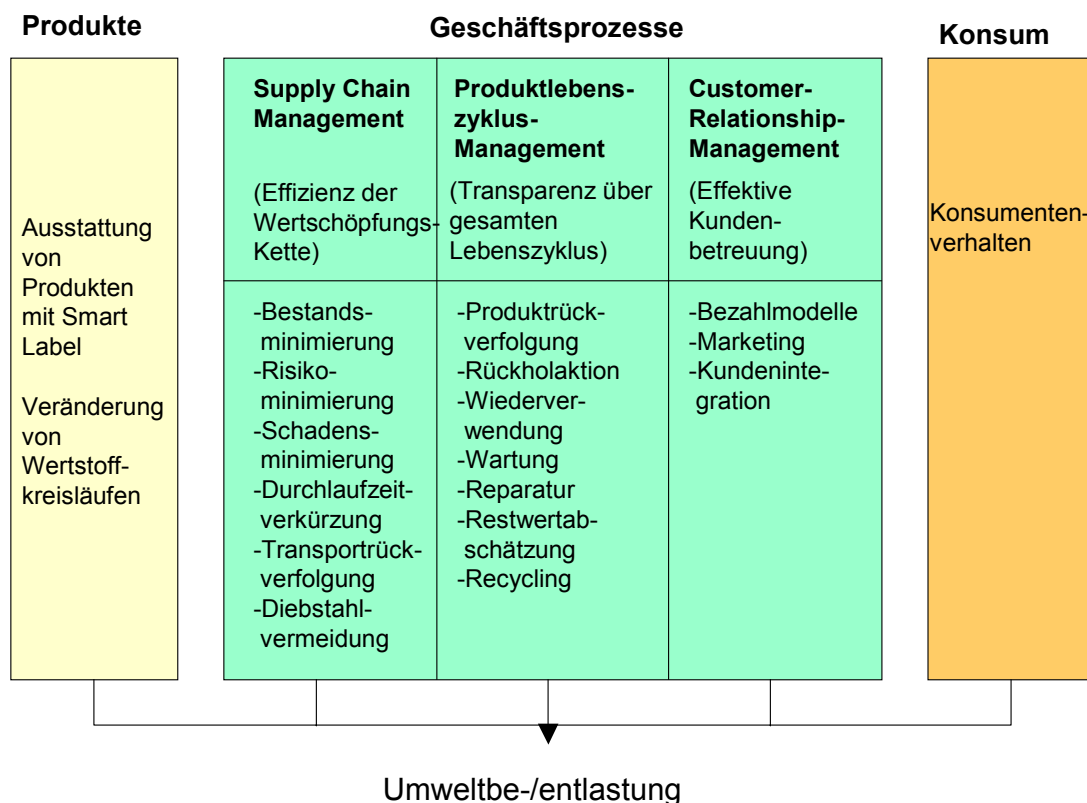 Produkte
Geschäftsprozesse
Konsum
Ausstattung
von
Produkten
mit Smart
Label
Veränderung
von
Wertstoff-
kreisläufen
Supply Chain
Management
(Effizienz der
Wertschöpfungs-
Kette)
-Bestands-
minimierung
-Risiko-
minimierung
-Schadens-
minimierung
-Durchlaufzeit-
verkürzung
-Transportrück-
verfolgung
-Diebstahl-
vermeidung
Produktlebens-
zyklus-
Management
(Transparenz über
gesamten
Lebenszyklus)
-Produktrück-
verfolgung
-Rückholaktion
-Wiederver-
wendung
-Wartung
-Reparatur
-Restwertab-
schätzung
-Recycling
Customer-
Relationship-
Management
(Effektive
Kunden-
betreuung)
-Bezahlmodelle
-Marketing
-Kundeninte-
gration
Konsumenten-
verhalten
Umweltbe-/entlastung